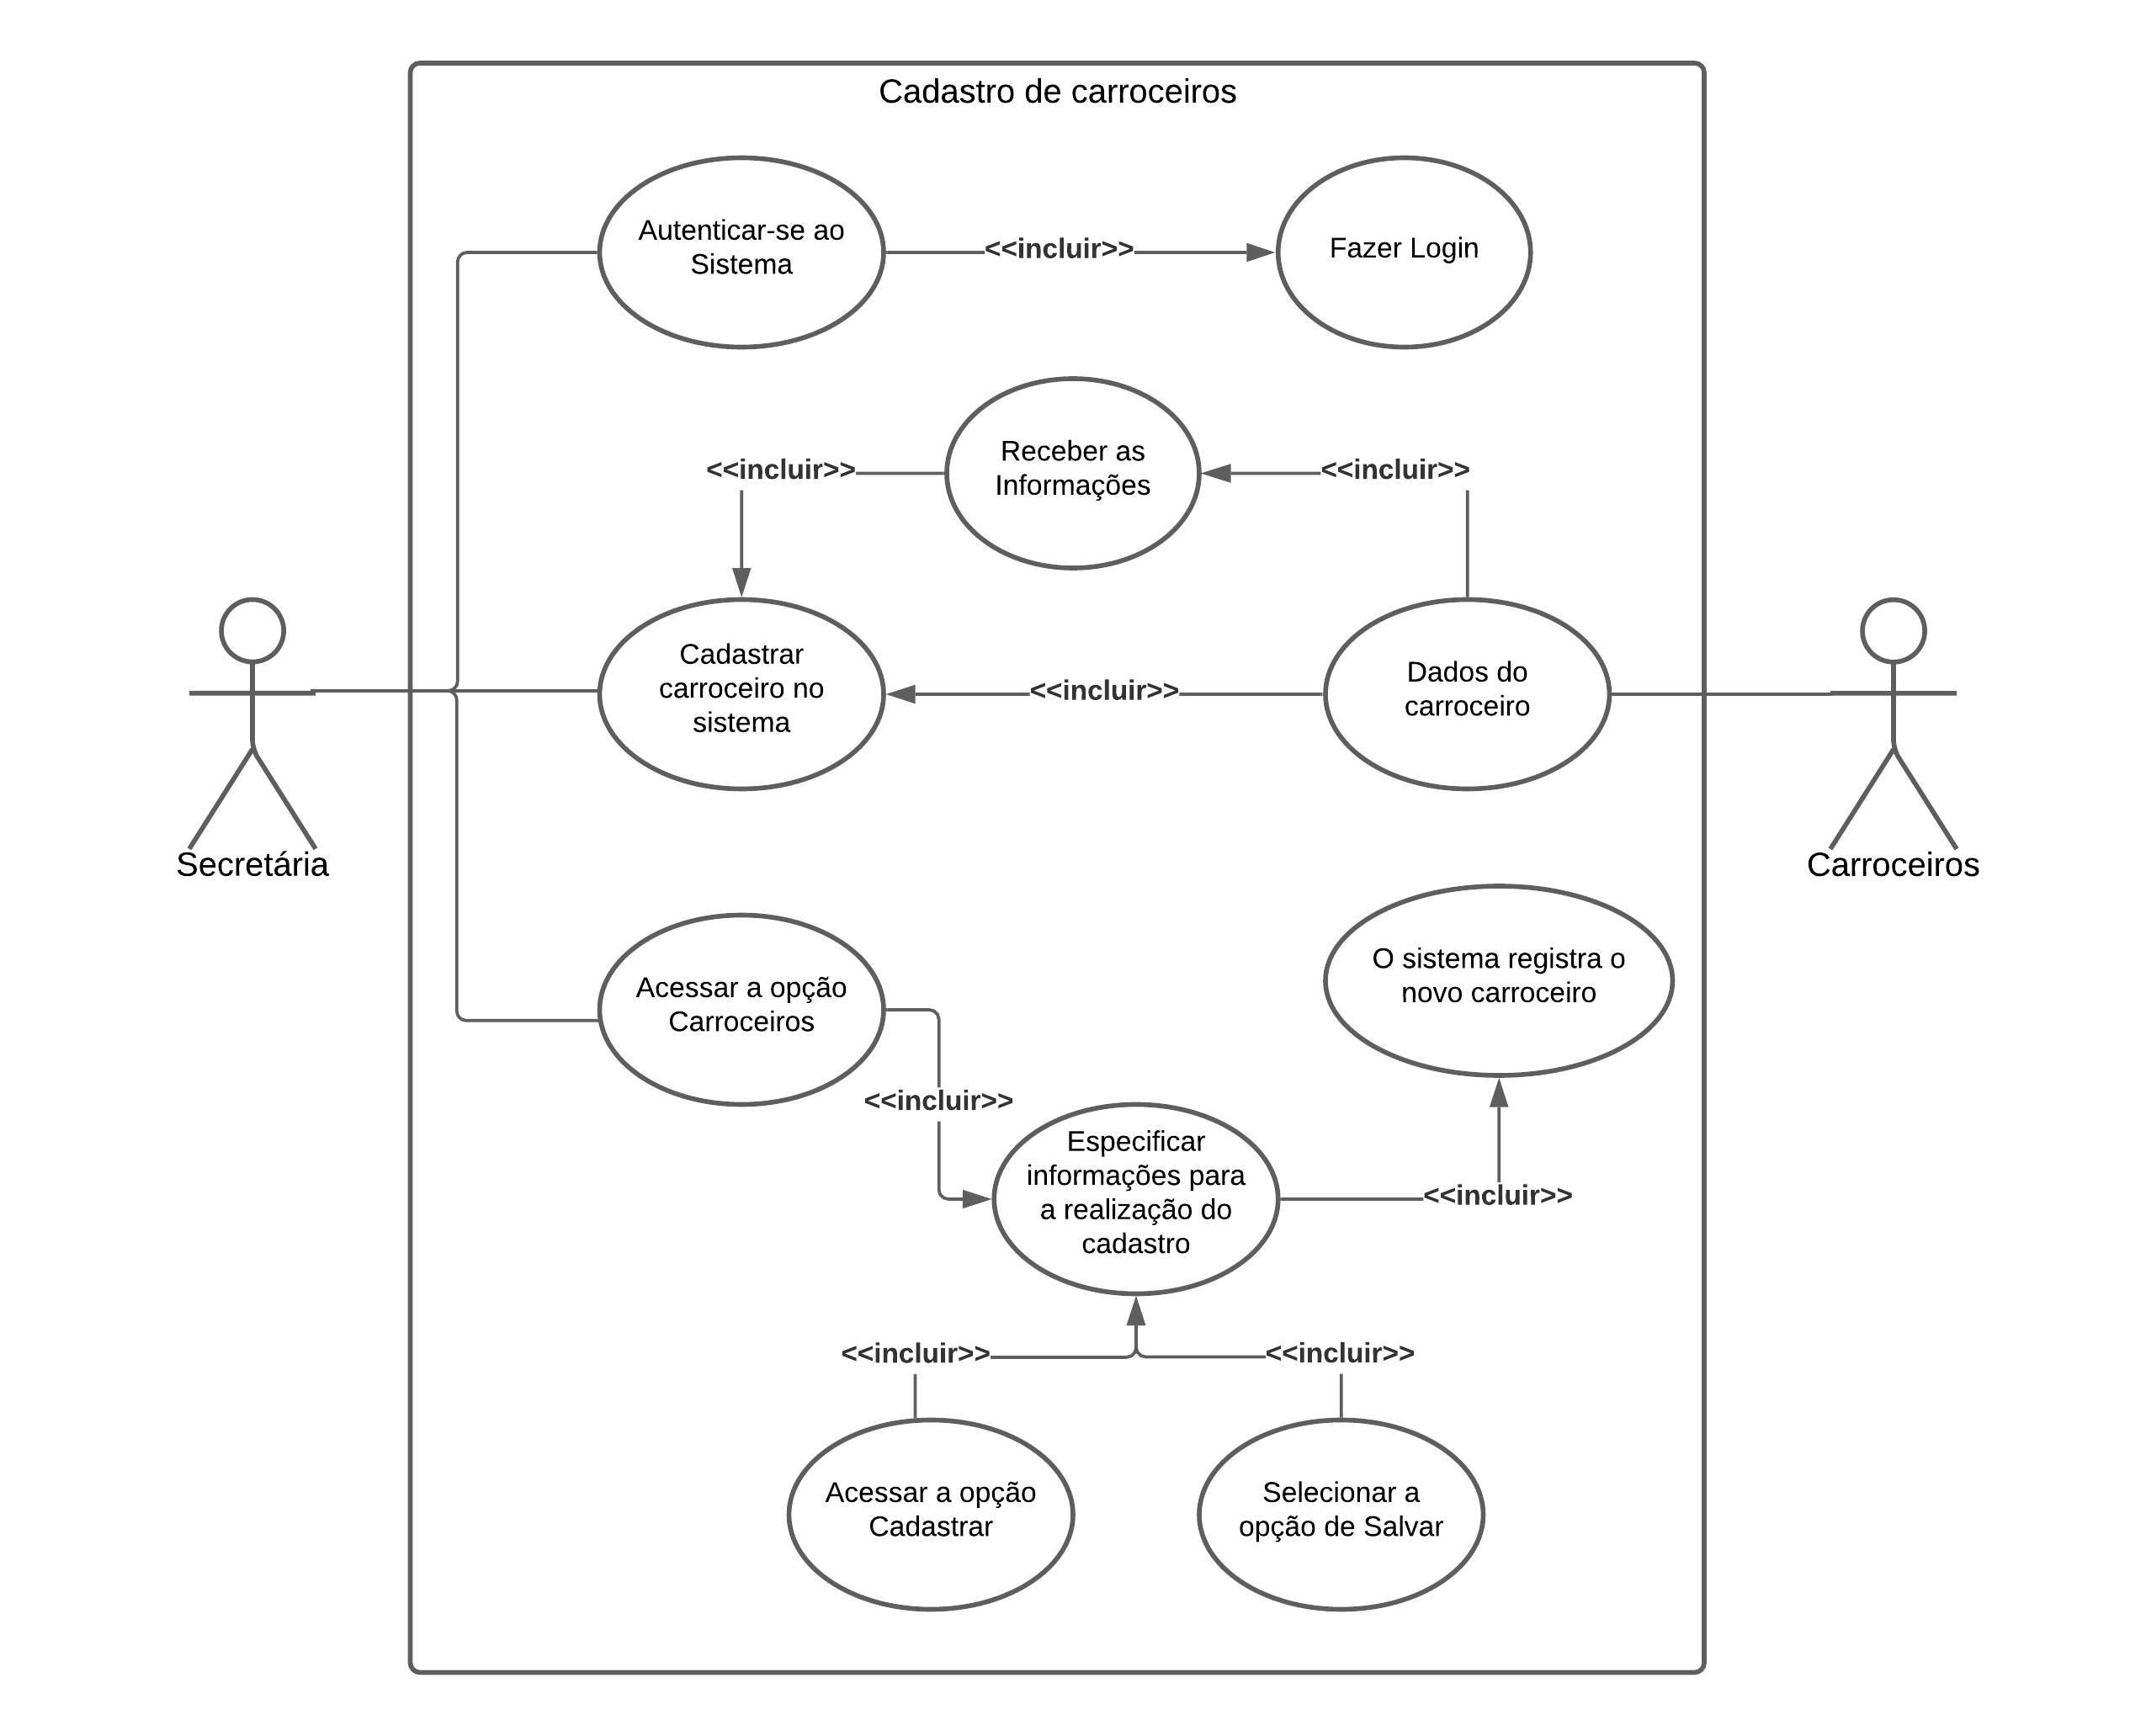 Cadastro de carroceiros
Autenticar-se ao
Sistema
<<incluir>>
Fazer Login
Receber as
Informações
<<incluir>>
<<incluir>>
Cadastrar
carroceiro no
sistema
<<incluir>>
Dados do
carroceiro
Secretária
Carroceiros
Acessar a opção
Carroceiros
O sistema registra o
novo carroceiro
<<incluir>>
Especificar
informações para
a realização do
cadastro
<<incluir>>
<<incluir>>
<<incluir>>
Acessar a opção
Cadastrar
Selecionar a
opção de Salvar